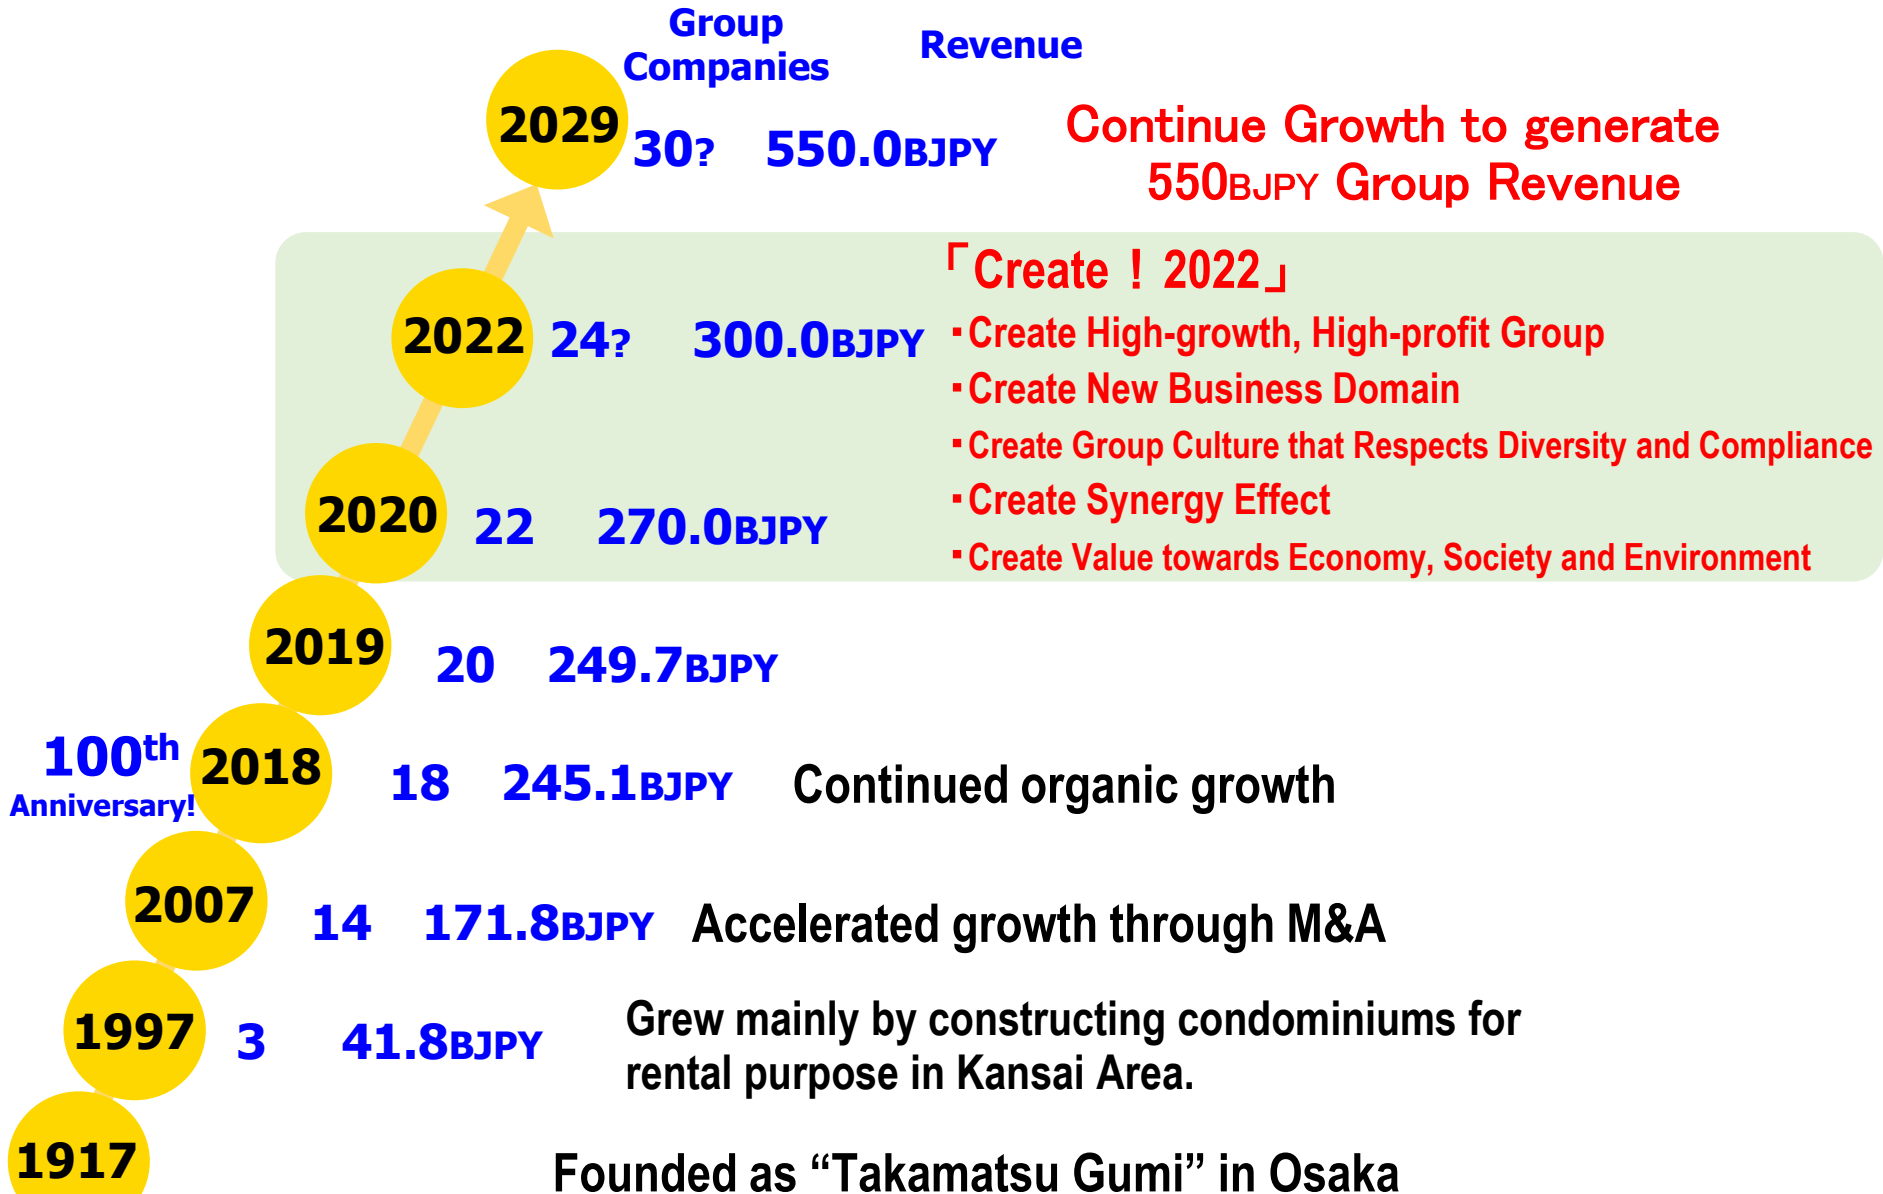 Group
Companies
Revenue
2029
30? 550.0BJPY
Continue Growth to generate
550BJPY Group Revenue
「Create！2022」
2022
24? 300.0BJPY
・Create High-growth, High-profit Group
・Create New Business Domain
・Create Group Culture that Respects Diversity and Compliance
2020
22 270.0BJPY
・Create Synergy Effect
・Create Value towards Economy, Society and Environment
2019
20 249.7BJPY
100th
Anniversary!
2018
18 245.1BJPY
Continued organic growth
2007
14 171.8BJPY
Accelerated growth through M&A
1997
3 41.8BJPY
Grew mainly by constructing condominiums for
rental purpose in Kansai Area.
1917
Founded as “Takamatsu Gumi” in Osaka